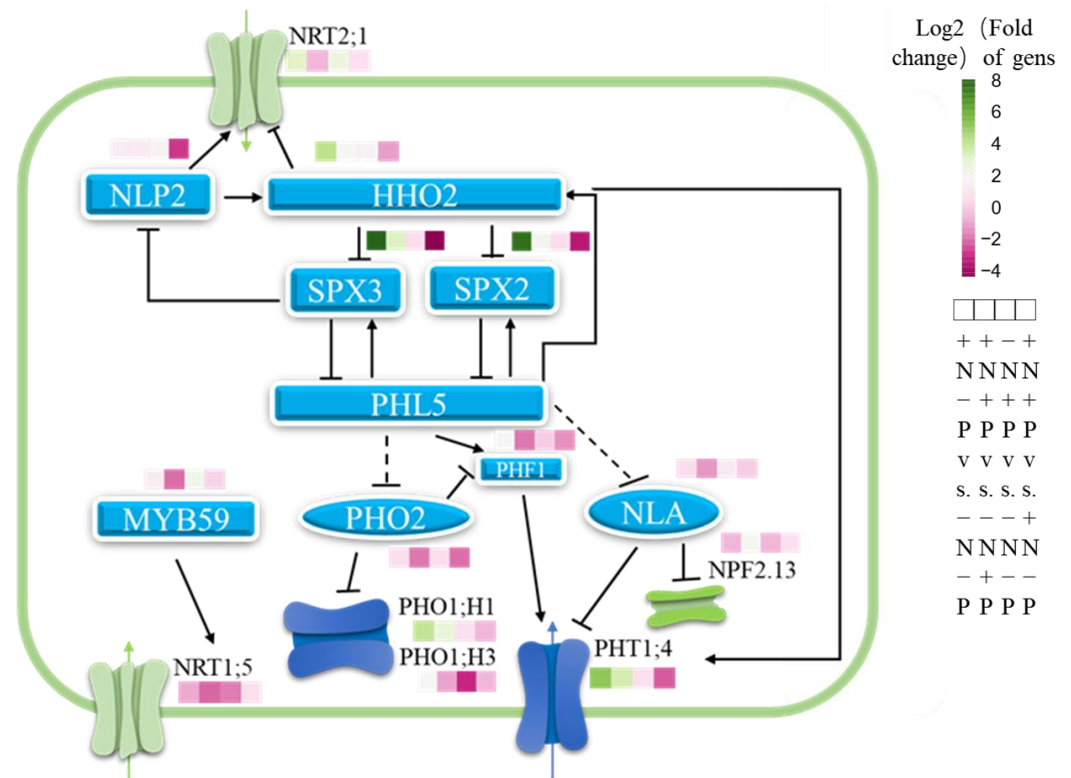 NRT2;1
Log2 (Fold
change) of gens
8
6
4
2
0
−2
−4
NLP2
HHO2
SPX3
SPX2
PHL5
PHF1
MYB59
PHO2
NLA
NPF2.13
PHO1;H1
PHO1;H3
NRT1;5
PHT1;4
+ + − +
N N N N
− + + +
P P P P
v v v v
s. s. s. s.
− − − +
N N N N
− + − −
P P P P